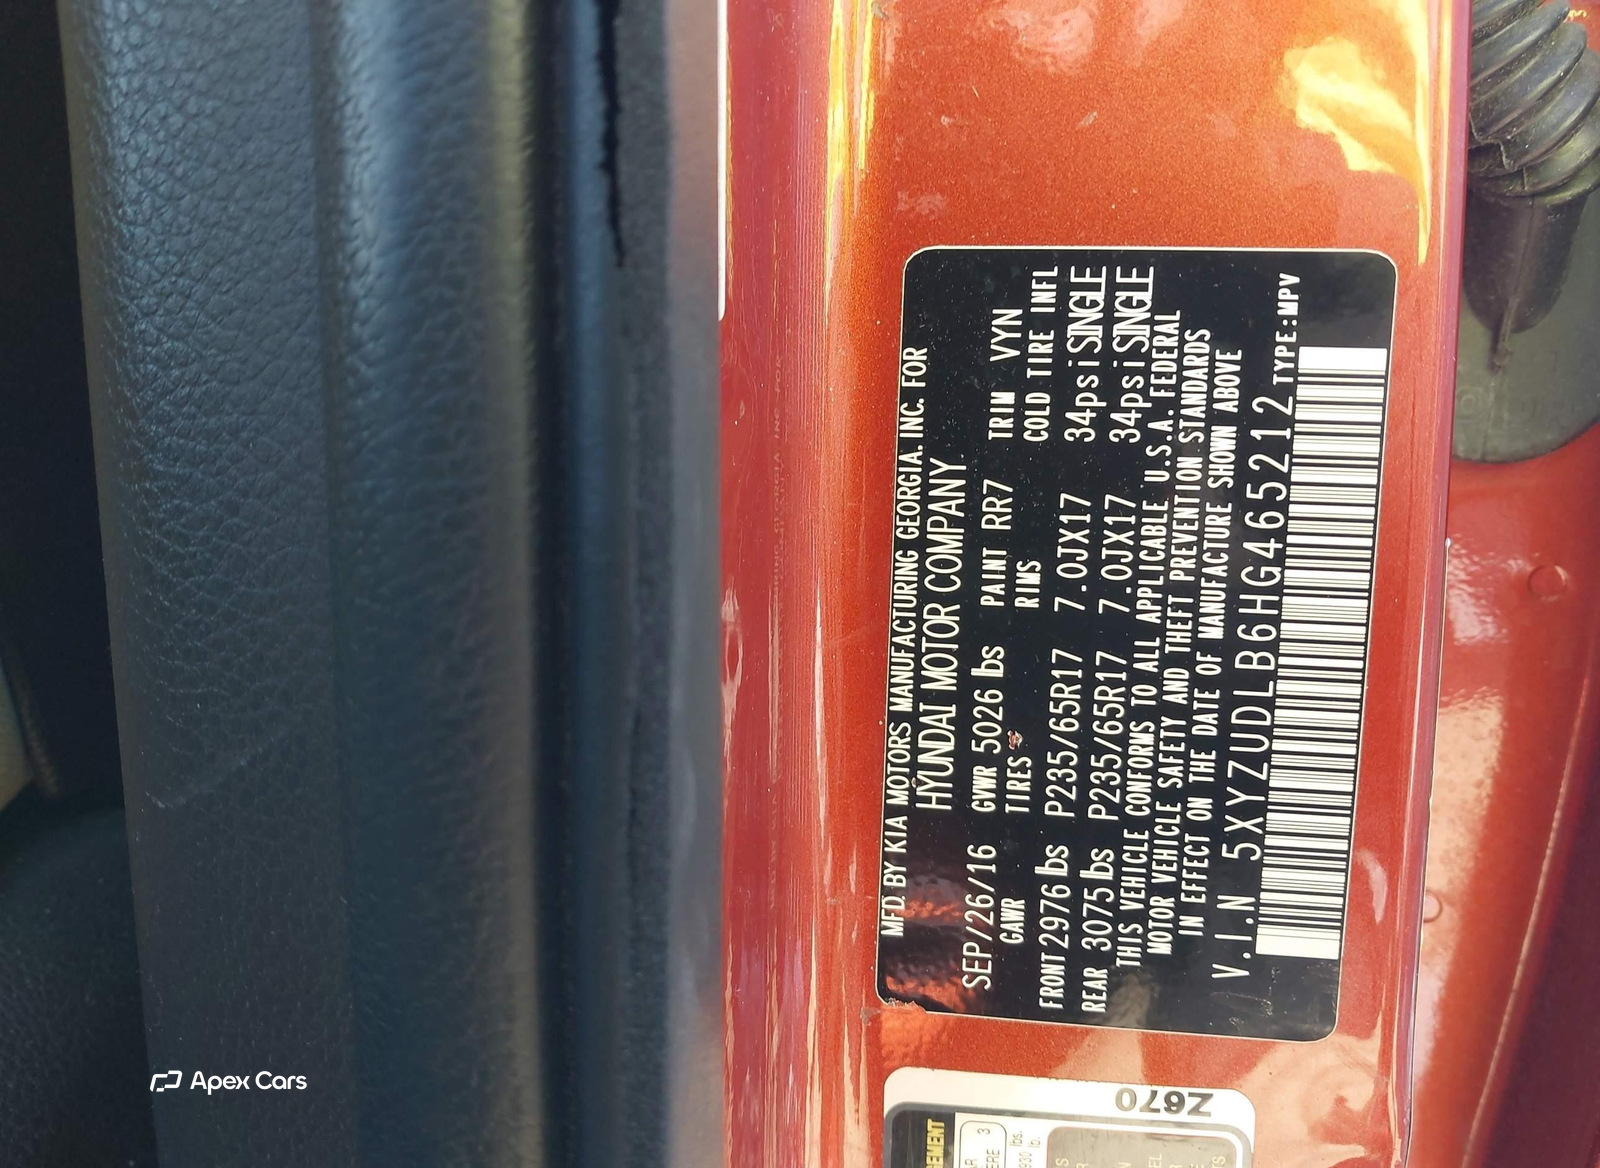 MFD. BY KIA MOTORS MANUFACTURING GEORGIA. INC. FOR
HYUNDAI MOTOR COMPANY
SEP/26/16 GVWR 5026 lbs PAINT RR7 TRIM VYN
GAWR TIRES RIMS COLD TIRE INFL
FRONT 2976 lbs P235/65R17 7.0JX17 34psi SINGLE
REAR 3075 lbs P235/65R17 7.0JX17 34psi SINGLE
THIS VEHICLE CONFORMS TO ALL APPLICABLE U.S.A. FEDERAL
MOTOR VEHICLE SAFETY AND THEFT PREVENTION STANDARDS
IN EFFECT ON THE DATE OF MANUFACTURE SHOWN ABOVE
V.I.N 5XYZUDLB6HG465212 TYPE:MPV
Z670
Apex Cars